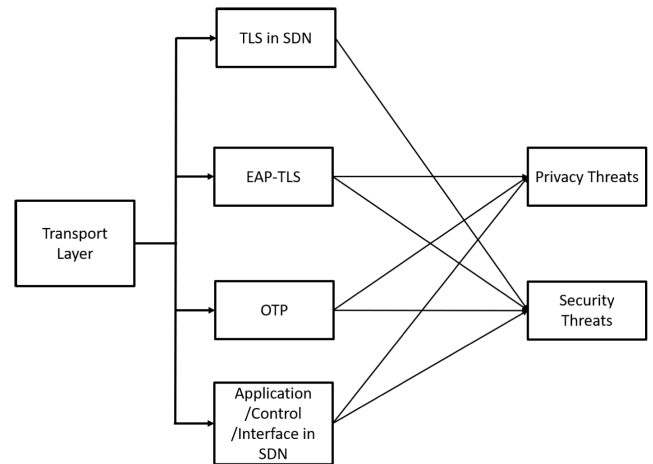 TLS in SDN
EAP-TLS
Privacy Threats
Transport
Layer
OTP
Security
Threats
Application
/Control
/Interface in
SDN